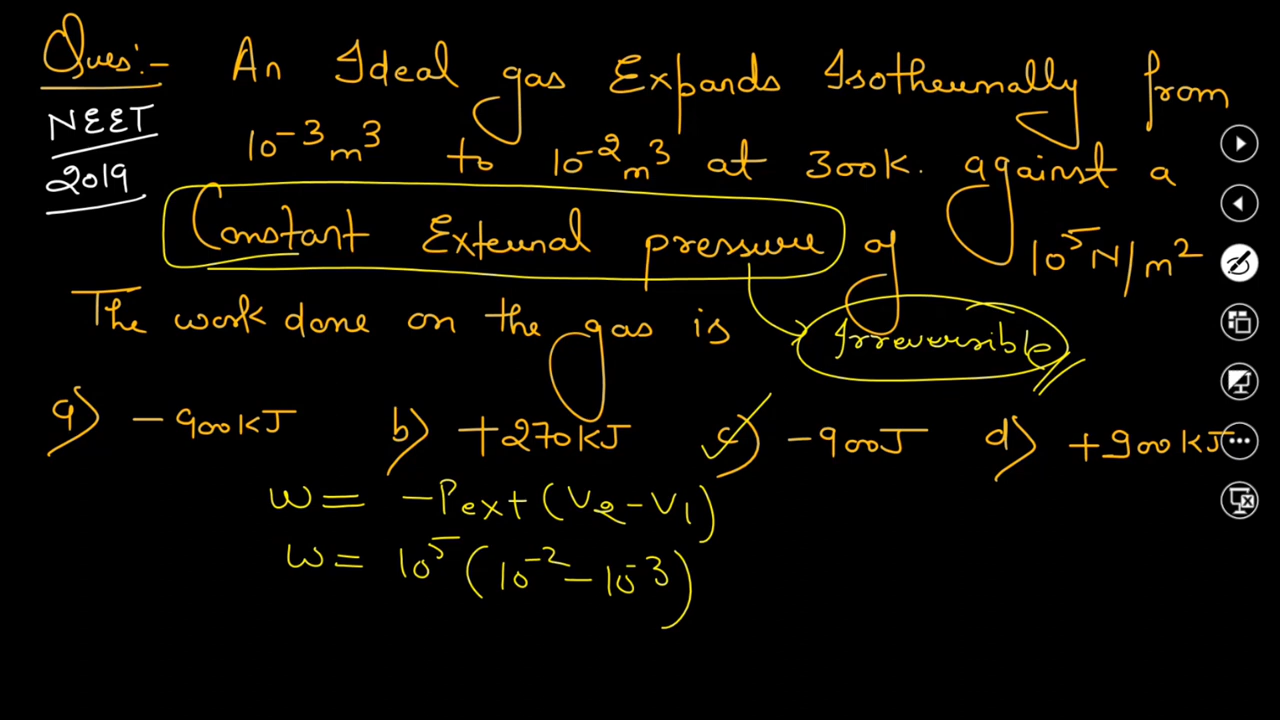 Ques:- An Ideal gas Expands Isothermally from
NEET 10⁻³m³ to 10⁻²m³ at 300K. against a
2019 Constant External pressure of 10⁵N/m²
The work done on the gas is Irreversible
a) -900kJ b) +270kJ c) -900J d) +900kJ
w = -Pext (V2-V1)
w = 10⁵ (10⁻² - 10⁻³)